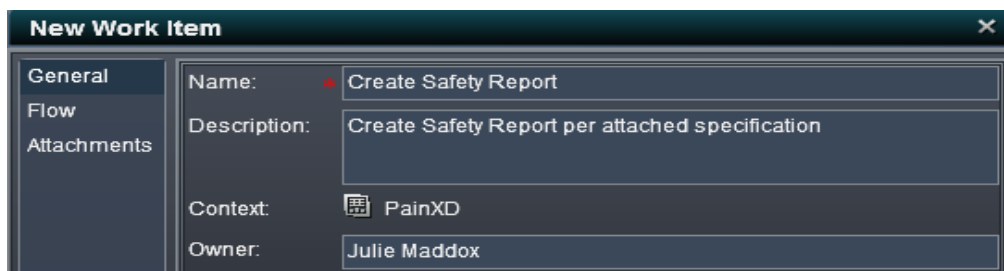 New Work Item
General
Flow
Attachments
Name: * Create Safety Report
Description: Create Safety Report per attached specification
Context: PainXD
Owner: Julie Maddox